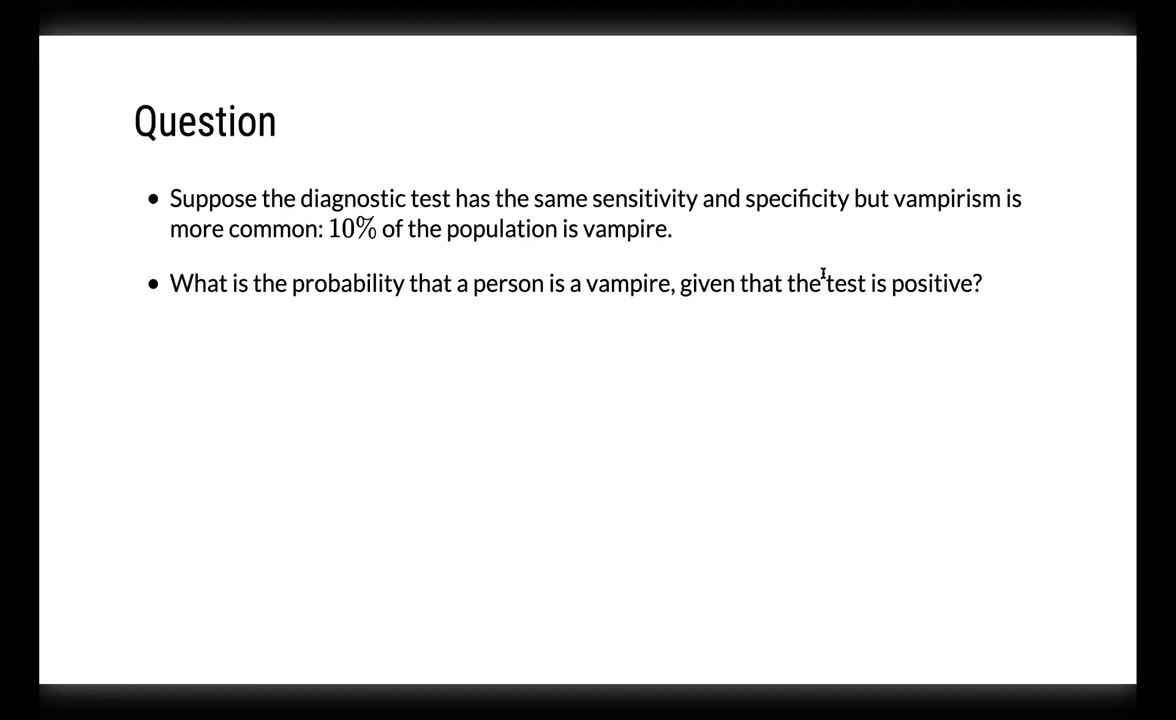 Question
• Suppose the diagnostic test has the same sensitivity and specificity but vampirism is
more common: 10% of the population is vampire.
• What is the probability that a person is a vampire, given that the test is positive?